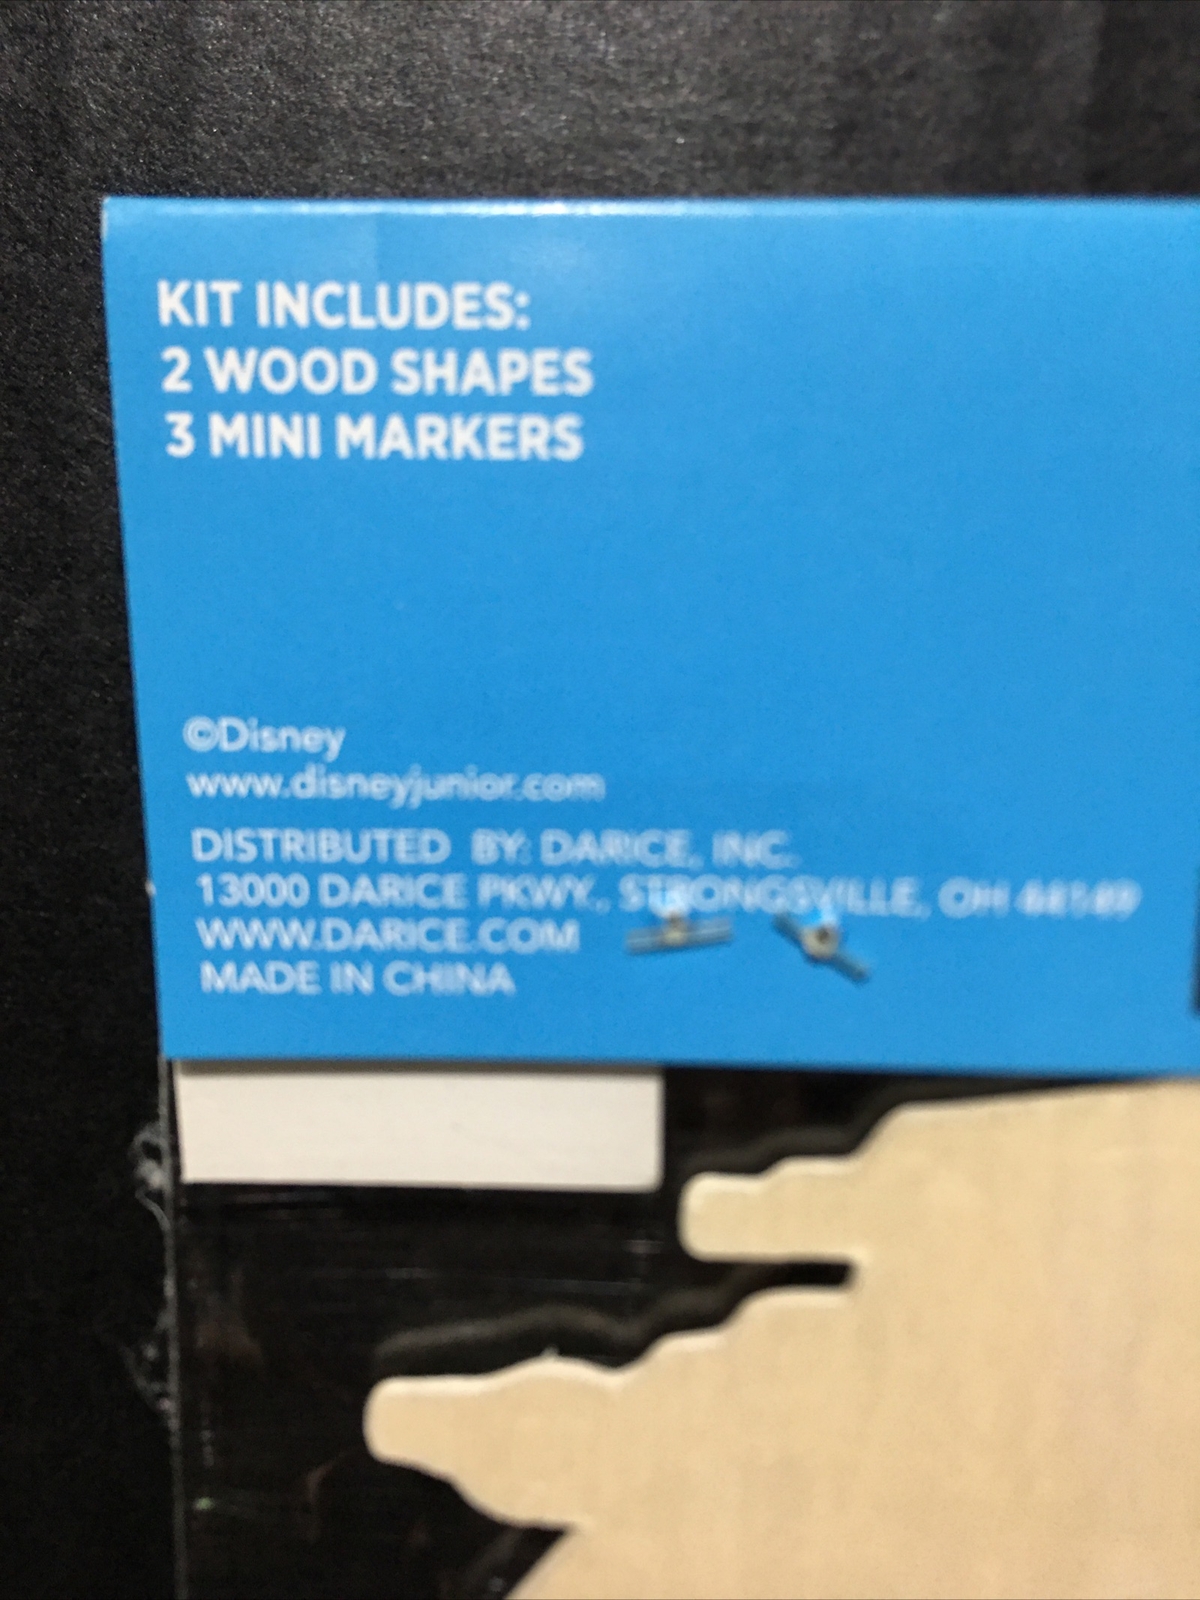 KIT INCLUDES:
2 WOOD SHAPES
3 MINI MARKERS
©Disney
www.disneyjunior.com
DISTRIBUTED BY: DARICE, INC.
13000 DARICE PKWY., STRONGSVILLE, OH 44149
WWW.DARICE.COM
MADE IN CHINA